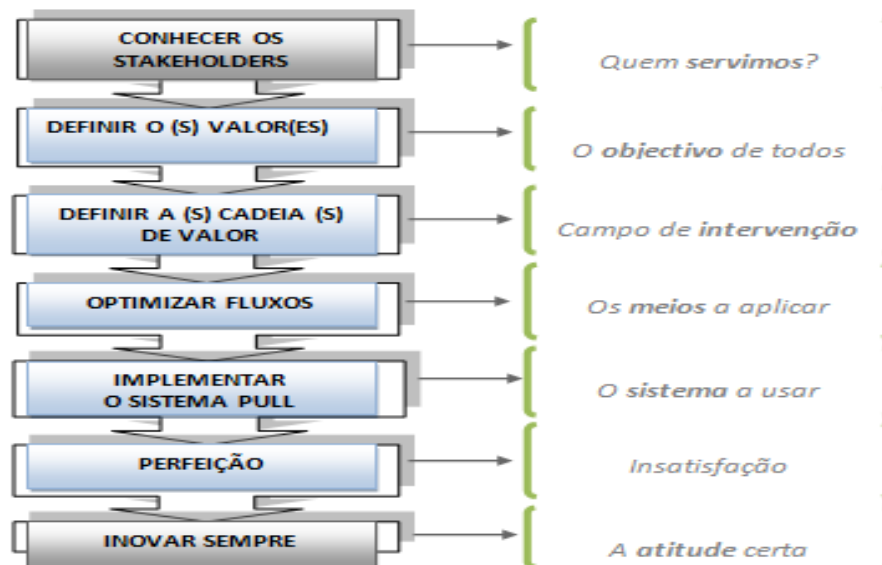 CONHECER OS
STAKEHOLDERS
Quem servimos?
DEFINIR O (S) VALOR(ES)
O objectivo de todos
DEFINIR A (S) CADEIA (S)
DE VALOR
Campo de intervenção
OPTIMIZAR FLUXOS
Os meios a aplicar
IMPLEMENTAR
O SISTEMA PULL
O sistema a usar
PERFEIÇÃO
Insatisfação
INOVAR SEMPRE
A atitude certa